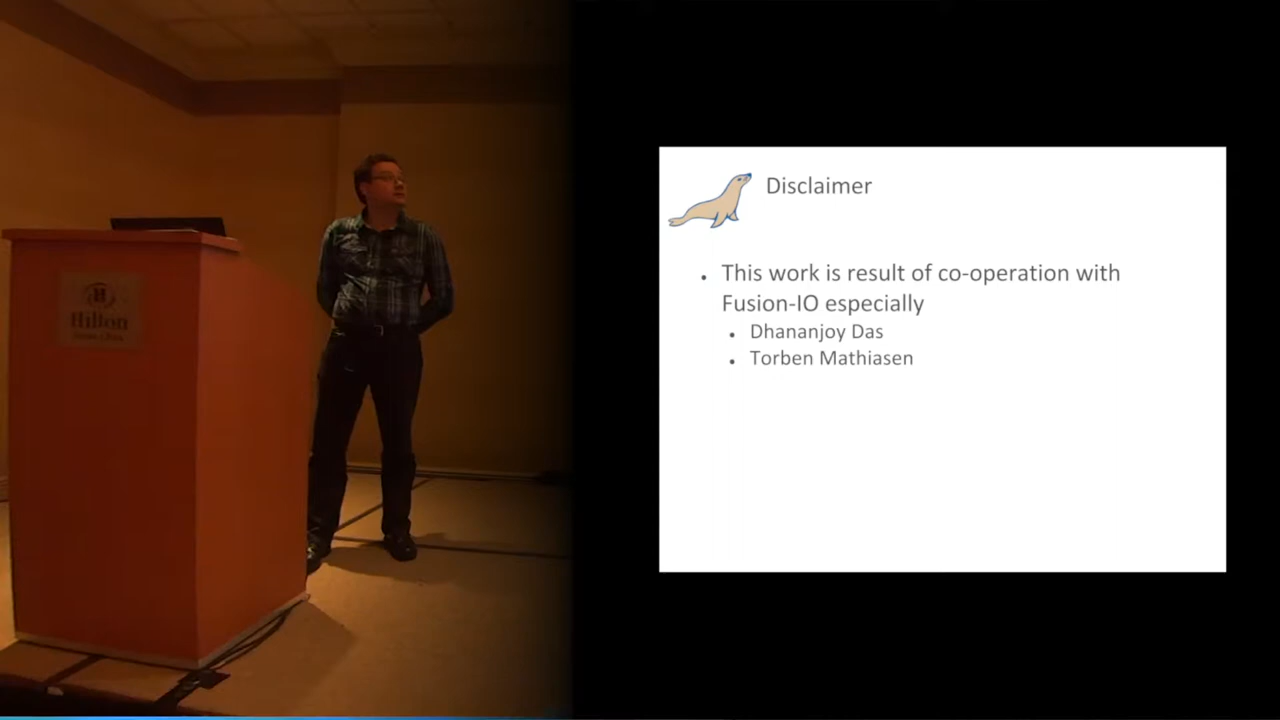 Hilton
Disclaimer
This work is result of co-operation with
Fusion-IO especially
Dhananjoy Das
Torben Mathiasen